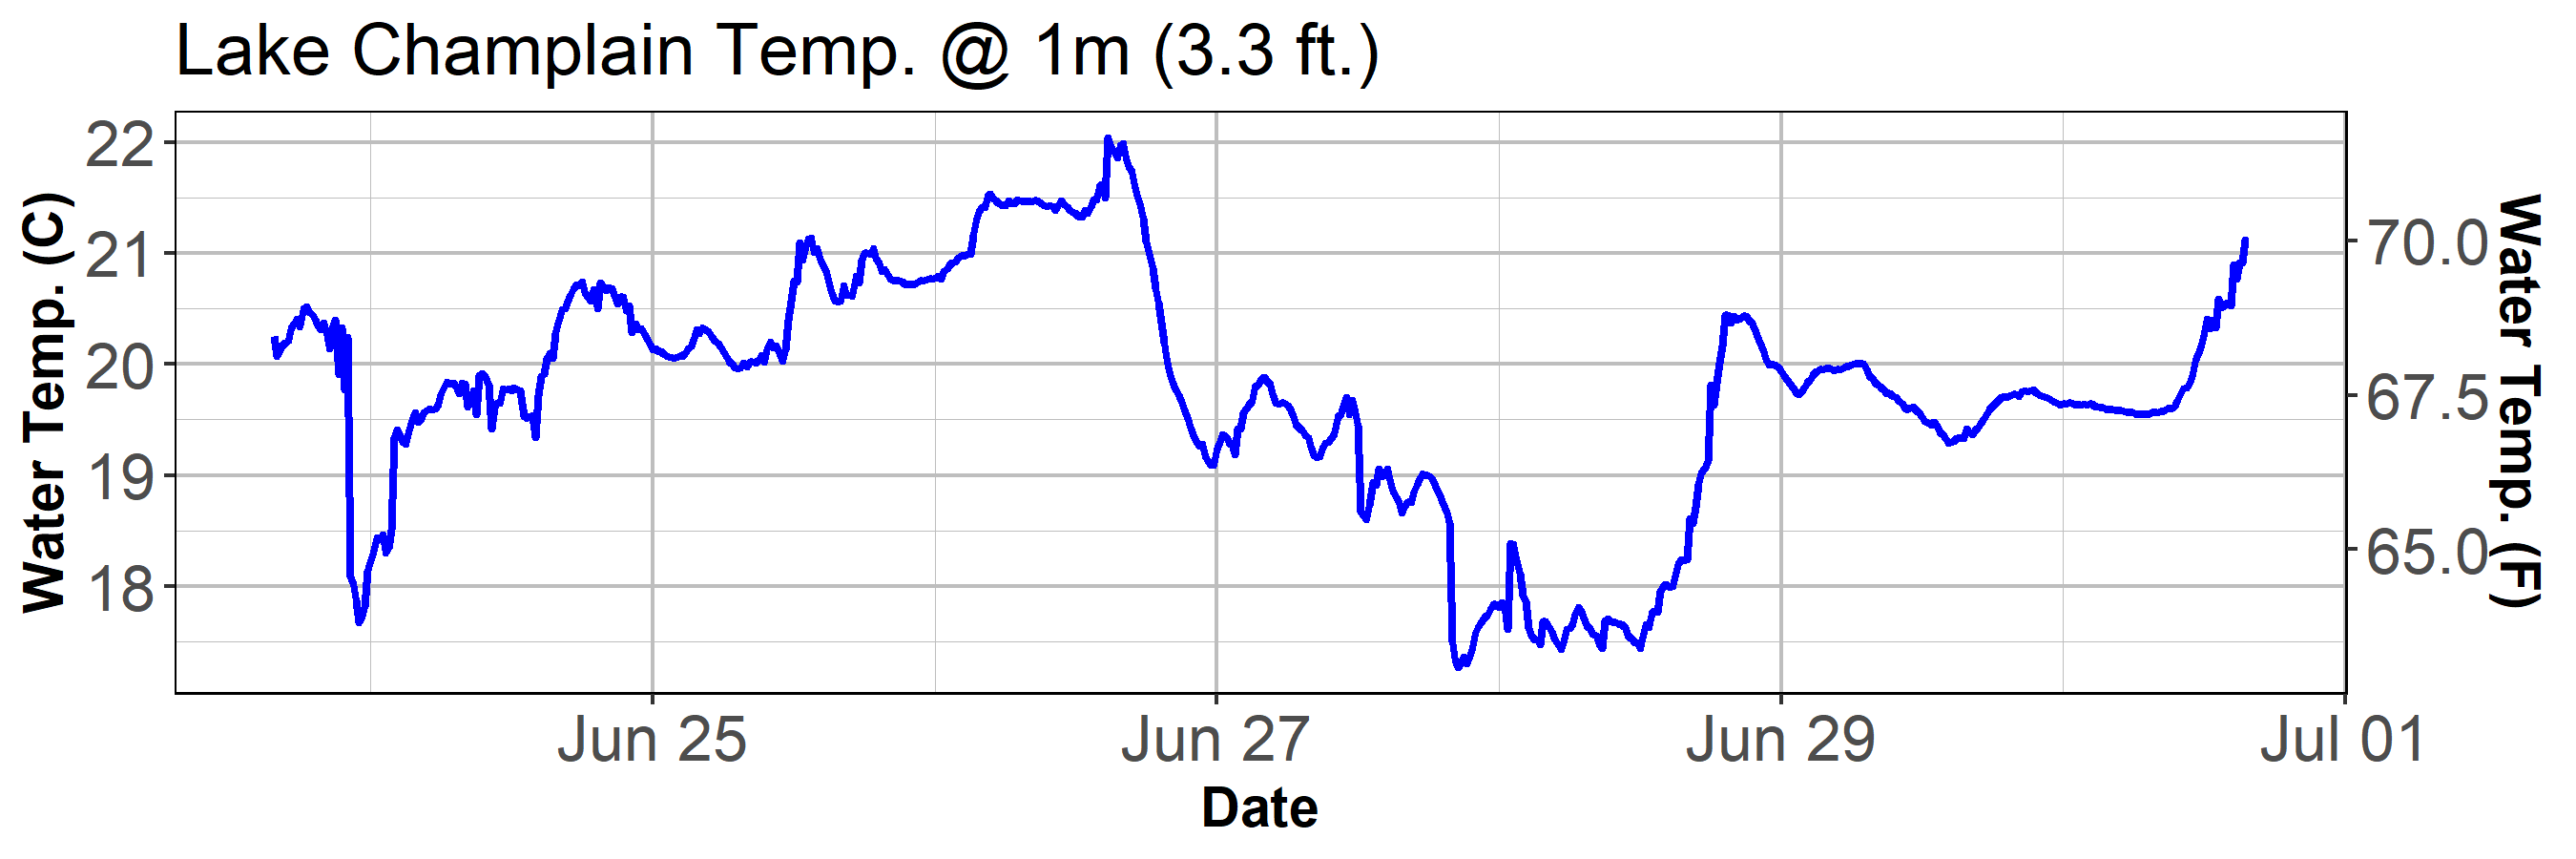 Lake Champlain Temp. @ 1m (3.3 ft.)
Water Temp. (C)
22
21
20
19
18
70.0
67.5
65.0
Water Temp. (F)
Jun 25
Jun 27
Jun 29
Jul 01
Date